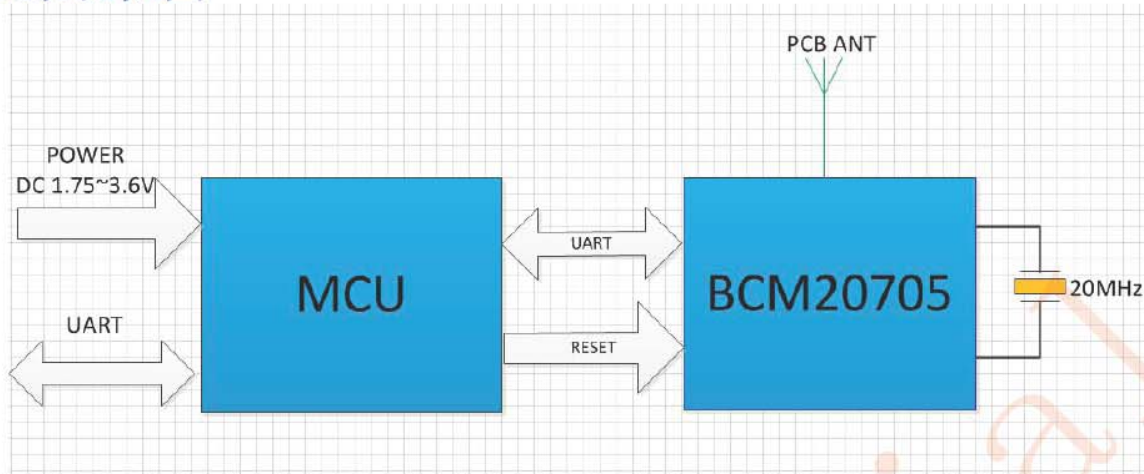 PCB ANT
POWER
DC 1.75~3.6V
UART
MCU
BCM20705
20MHz
UART
RESET